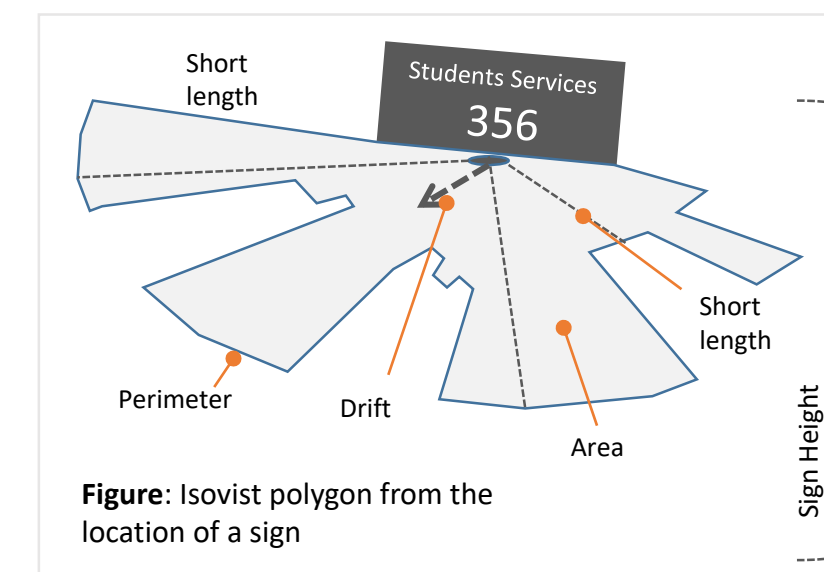 Short
length
Students Services
356
Short
length
Perimeter
Drift
Area
Sign Height
Figure: Isovist polygon from the
location of a sign